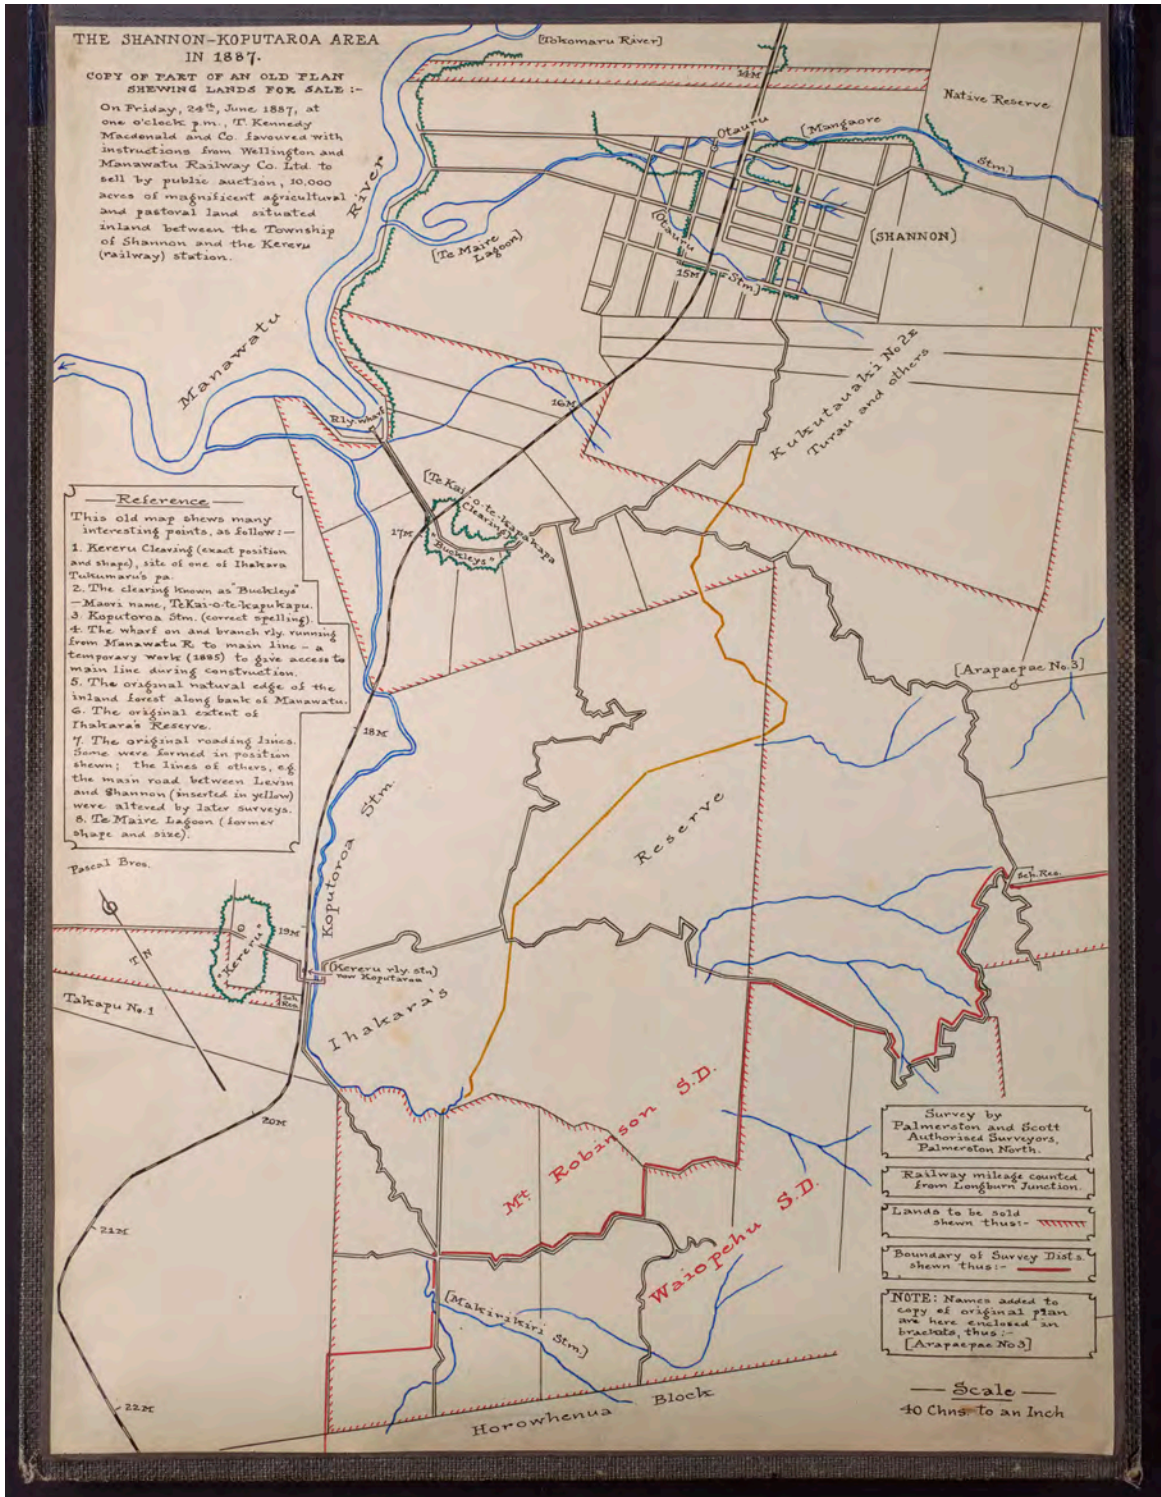 THE SHANNON-KOPUTAROA AREA
IN 1887.
COPY OF PART OF AN OLD PLAN
SHEWING LANDS FOR SALE :-
On Friday, 24th, June 1887, at
one o'clock p.m., T. Kennedy
Macdonald and Co. favoured with
instructions from Wellington and
Manawatu Railway Co. Ltd. to
sell by public auction, 10,000
acres of magnificent agricultural
and pastoral land situated
inland between the Township
of Shannon and the Kereru
(railway) station.
[Tokomaru River]
14M
Native Reserve
Otauru
[Mangaore
Stm.]
River
[Te Maire
Lagoon]
[Otauru
Stm.]
15M
[SHANNON]
Manawatu
16M
Rly. wharf
Kukutauaki No 2E
Turau and others
[Te Kai-o-te-kapakapa
Clearing]
17M
"Buckleys"
Reference
This old map shews many
interesting points, as follow:-
1. Kereru Clearing (exact position
and shape), site of one of Ihakara
Tukumaru's pa.
2. The clearing known as "Buckleys"
- Maori name, TeKai-o-te-kapukapu.
3. Koputoroa Stm. (correct spelling).
4. The wharf on and branch rly. running
from Manawatu R. to main line - a
temporary work (1885) to give access to
main line during construction.
5. The original natural edge of the
inland forest along bank of Manawatu.
6. The original extent of
Ihakara's Reserve.
7. The original roading lines.
Some were formed in position
shewn; the lines of others, e.g
the main road between Levin
and Shannon (inserted in yellow)
were altered by later surveys.
8. Te Maire Lagoon (former
shape and size).
[Arapaepae No.3]
18M
Koputoroa Stm.
Reserve
Pascal Bros.
Sch. Res.
TN
19M
"Kereru"
(Kereru rly. stn)
now Koputaroa
Sch.
Res.
Takapu No.1
Ihakara's
20M
Mt Robinson S.D.
Waiopehu S.D.
Survey by
Palmerston and Scott
Authorised Surveyors,
Palmerston North.
Railway mileage counted
from Longburn Junction.
Lands to be sold
shewn thus:-
21M
Boundary of Survey Dists.
shewn thus:-
[Makirikiri Stm.]
NOTE: Names added to
copy of original plan
are here enclosed in
brackets, thus :-
[Arapaepae No3]
22M
Horowhenua Block
Scale
40 Chns. to an Inch